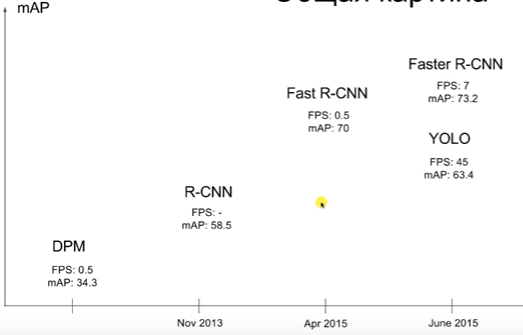 mAP
картина
Faster R-CNN
FPS: 7
mAP: 73.2
Fast R-CNN
FPS: 0.5
mAP: 70
YOLO
FPS: 45
mAP: 63.4
R-CNN
FPS: -
mAP: 58.5
DPM
FPS: 0.5
mAP: 34.3
Nov 2013
Apr 2015
June 2015